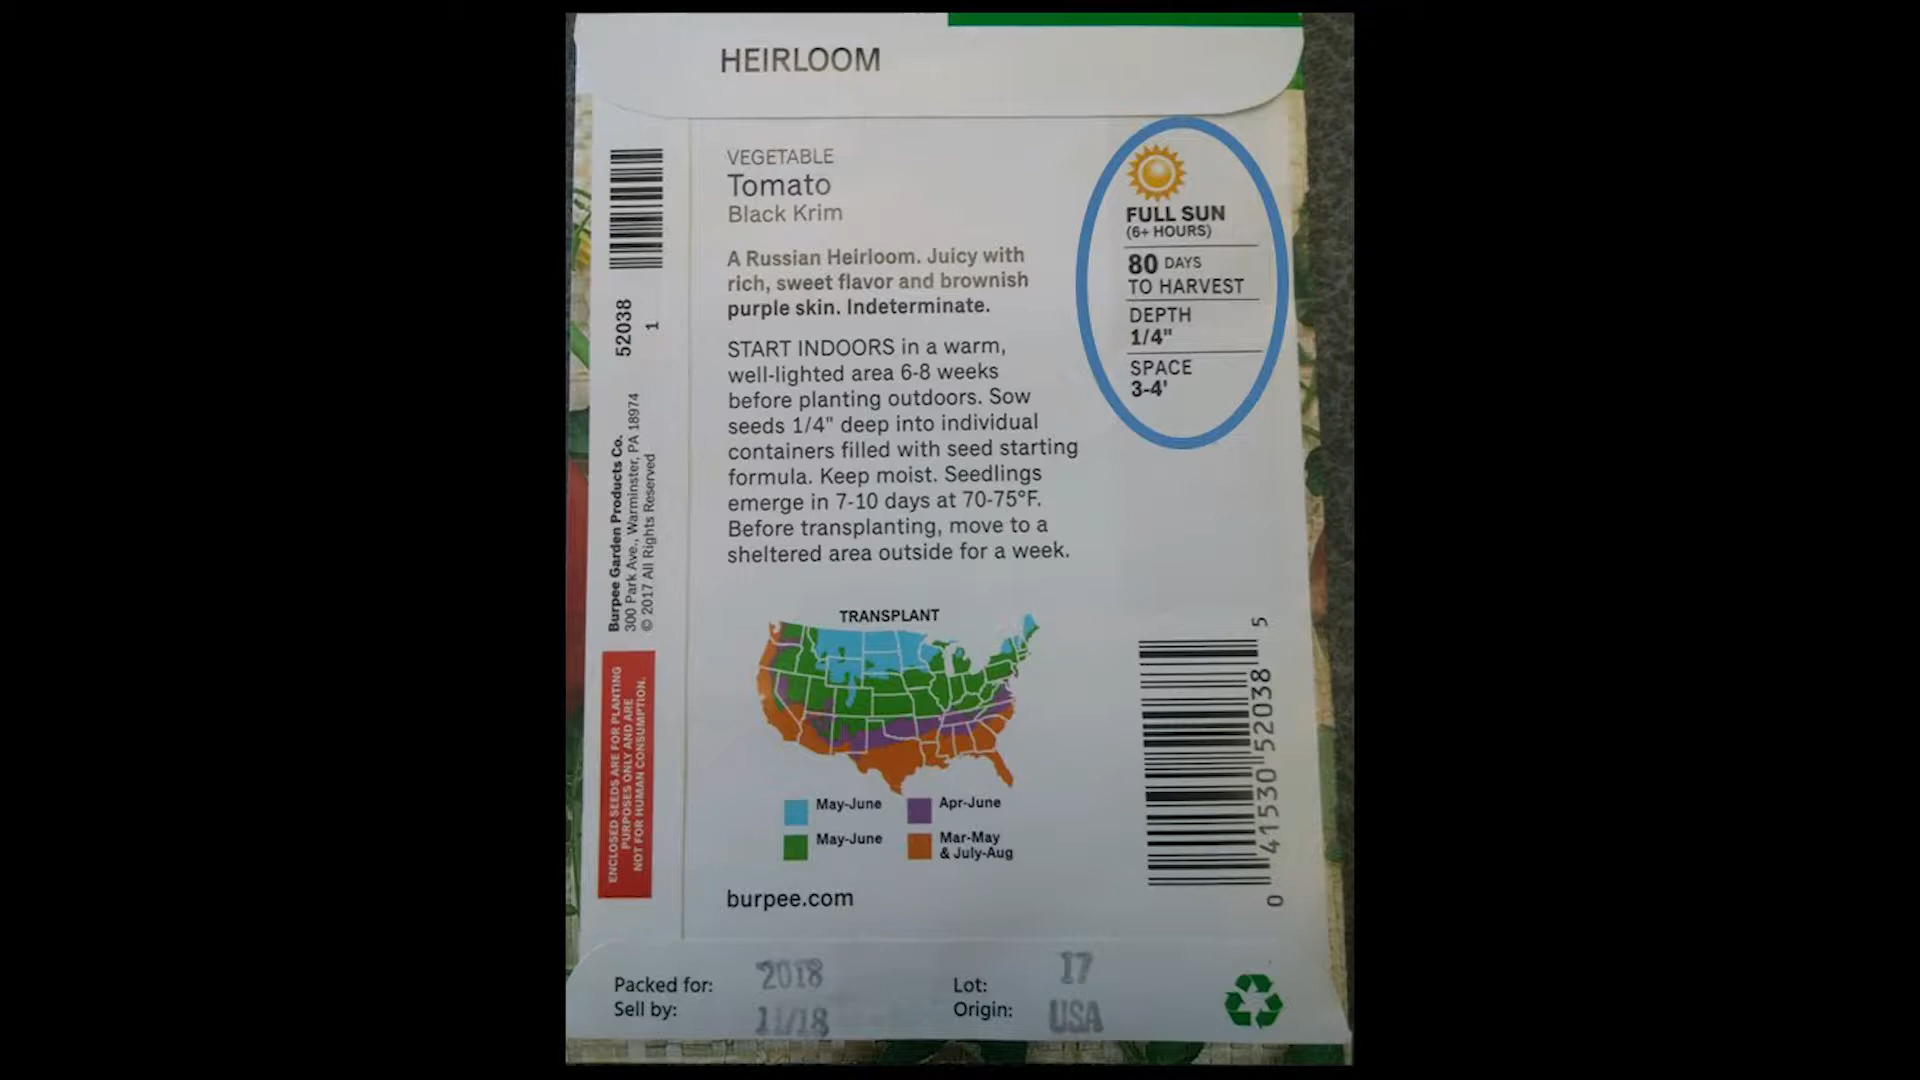 HEIRLOOM
VEGETABLE
Tomato
Black Krim
A Russian Heirloom. Juicy with
rich, sweet flavor and brownish
purple skin. Indeterminate.
START INDOORS in a warm,
well-lighted area 6-8 weeks
before planting outdoors. Sow
seeds 1/4" deep into individual
containers filled with seed starting
formula. Keep moist. Seedlings
emerge in 7-10 days at 70-75°F.
Before transplanting, move to a
sheltered area outside for a week.
FULL SUN
(6+ HOURS)
80 DAYS
TO HARVEST
DEPTH
1/4"
SPACE
3-4'
52038
1
Burpee Garden Products Co.
300 Park Ave., Warminster, PA 18974
© 2017 All Rights Reserved
ENCLOSED SEEDS ARE FOR PLANTING
PURPOSES ONLY AND ARE
NOT FOR HUMAN CONSUMPTION.
TRANSPLANT
May-June
Apr-June
May-June
Mar-May
& July-Aug
burpee.com
0 41530 52038 5
Packed for: 2018
Sell by: 11/18
Lot: 17
Origin: USA